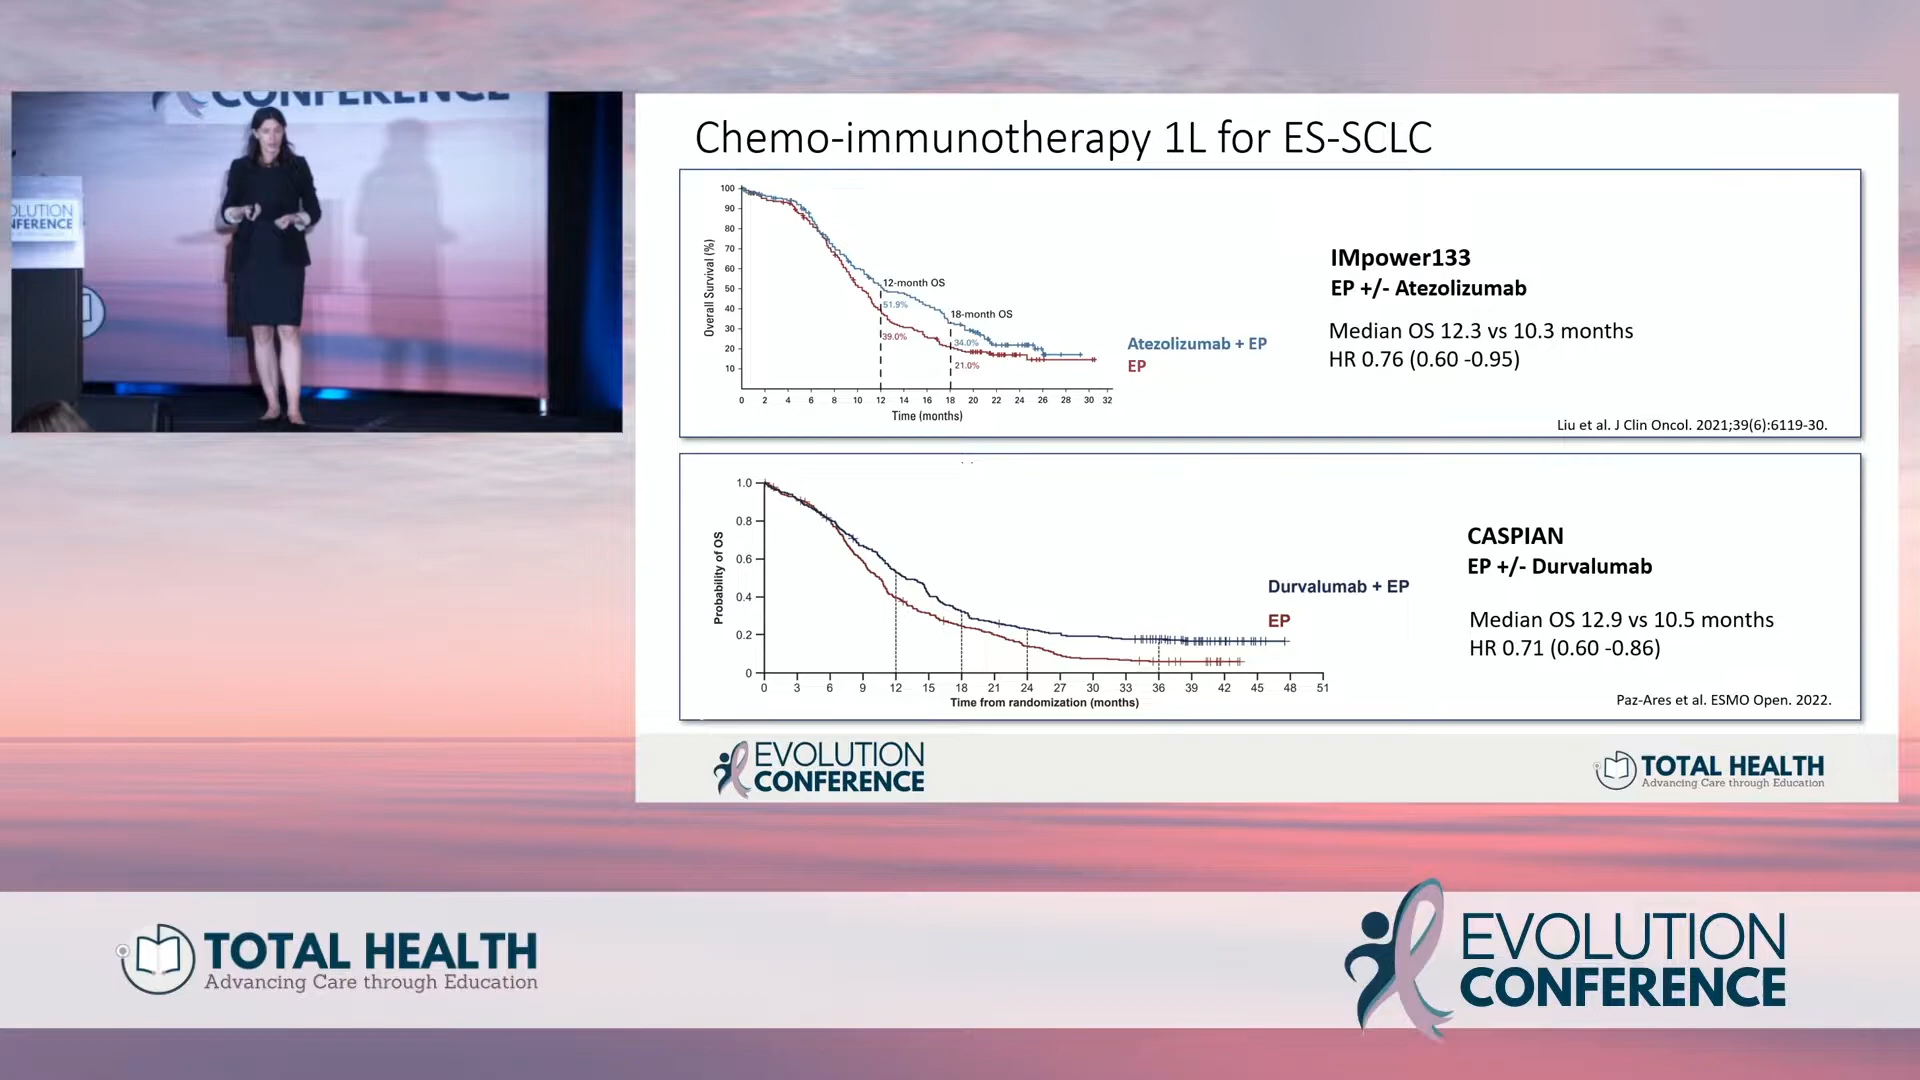 CONFERENCE
OLUTION
NFERENCE
Chemo-immunotherapy 1L for ES-SCLC
100
90
80
70
60
50
40
30
20
10
Overall Survival (%)
12-month OS
51.9%
39.0%
18-month OS
34.0%
21.0%
0 2 4 6 8 10 12 14 16 18 20 22 24 26 28 30 32
Time (months)
Atezolizumab + EP
EP
IMpower133
EP +/- Atezolizumab
Median OS 12.3 vs 10.3 months
HR 0.76 (0.60 -0.95)
Liu et al. J Clin Oncol. 2021;39(6):6119-30.
1.0
0.8
0.6
0.4
0.2
0
Probability of OS
0 3 6 9 12 15 18 21 24 27 30 33 36 39 42 45 48 51
Time from randomization (months)
Durvalumab + EP
EP
CASPIAN
EP +/- Durvalumab
Median OS 12.9 vs 10.5 months
HR 0.71 (0.60 -0.86)
Paz-Ares et al. ESMO Open. 2022.
EVOLUTION
CONFERENCE
TOTAL HEALTH
Advancing Care through Education
TOTAL HEALTH
Advancing Care through Education
EVOLUTION
CONFERENCE